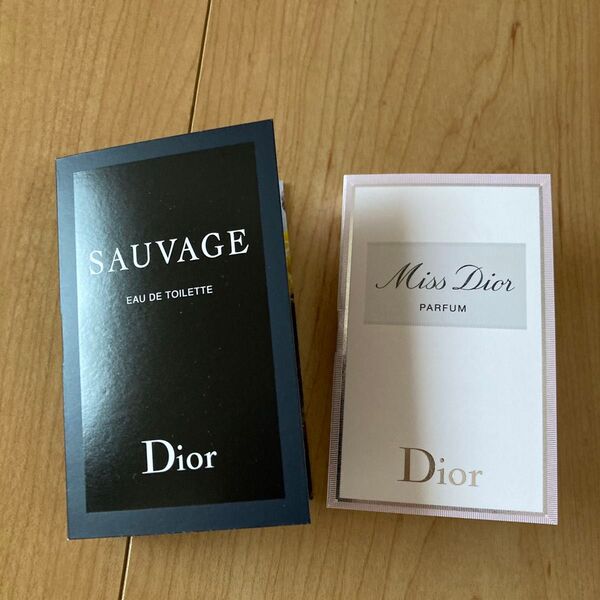 SAUVAGE
EAU DE TOILETTE
Dior
Miss Dior
PARFUM
Dior